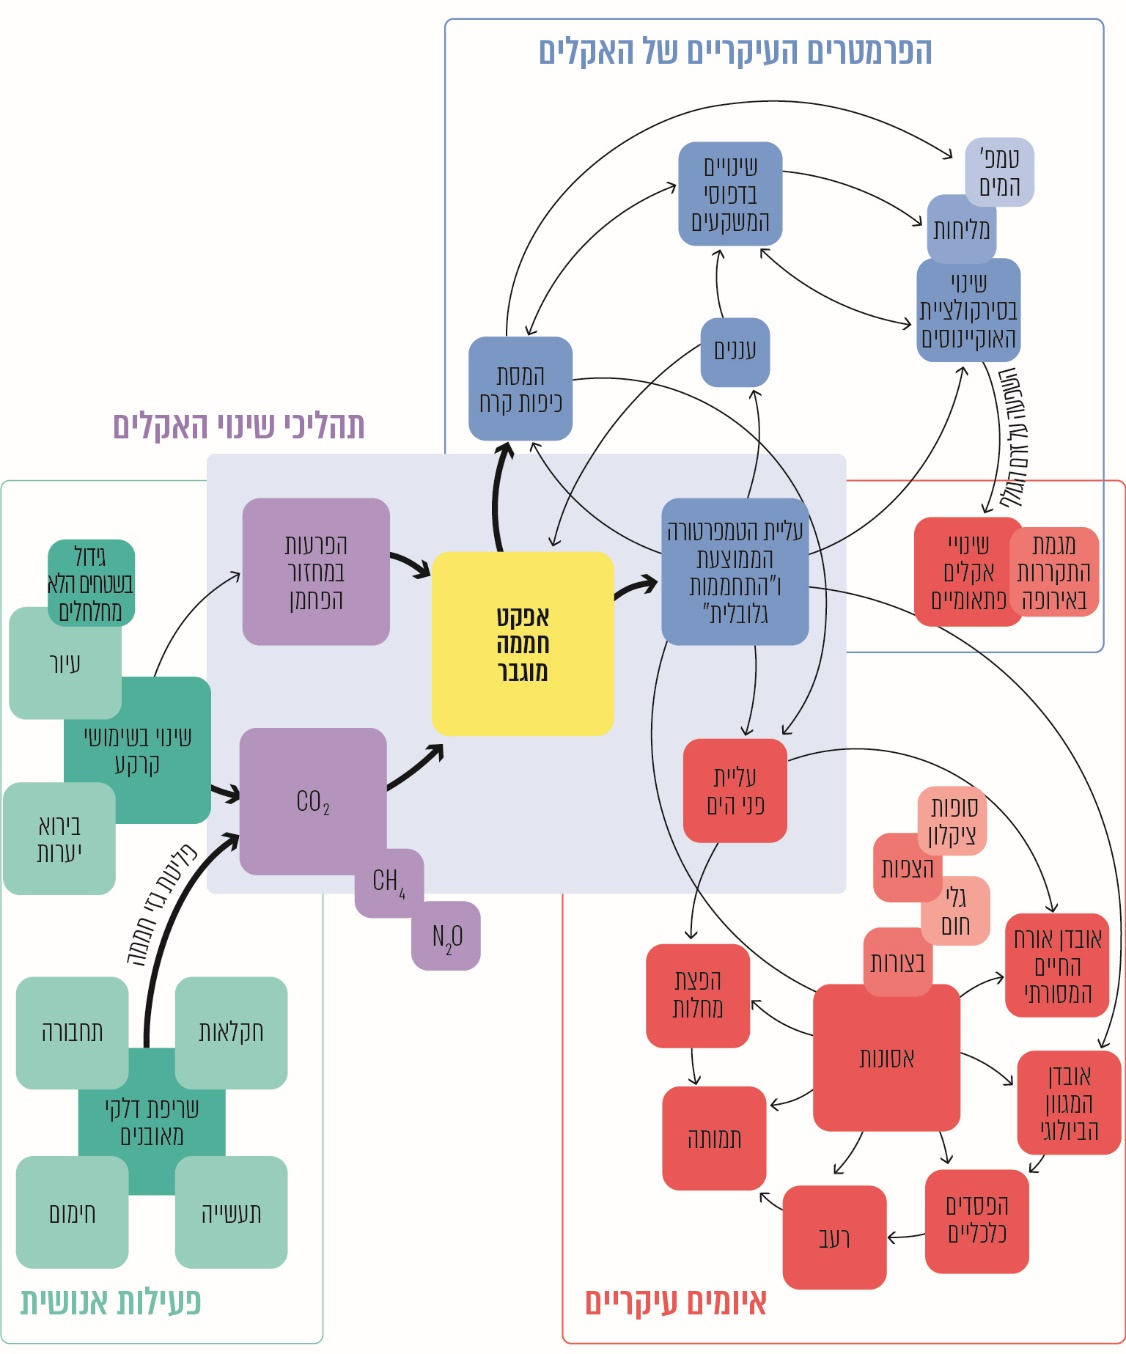 הפרמטרים העיקריים של האקלים
טמפ'
המים
שינויים
בדפוסי
המשקעים
מליחות
שינוי
בסירקולציית
האוקיינוסים
עננים
המסת
כיפות קרח
השפעה על זרם הגולף
תהליכי שינוי האקלים
הפרעות
במחזור
הפחמן
עליית הטמפרטורה
הממוצעת
ו"התחממות
גלובלית"
אפקט
חממה
מוגבר
שינויי
אקלים
פתאומיים
מגמת
התקררות
באירופה
גידול
בשטחים הלא
מחלחלים
עיור
שינוי בשימושי
קרקע
בירוא
יערות
CO₂
CH₄
N₂O
פליטת גזי חממה
עליית
פני הים
סופות
ציקלון
הצפות
גלי
חום
בצורות
אובדן אורח
החיים
המסורתי
הפצת
מחלות
אסונות
אובדן
המגוון
הביולוגי
תמותה
הפסדים
כלכליים
רעב
חקלאות
תחבורה
שריפת דלקי
מאובנים
תעשייה
חימום
איומים עיקריים
פעילות אנושית